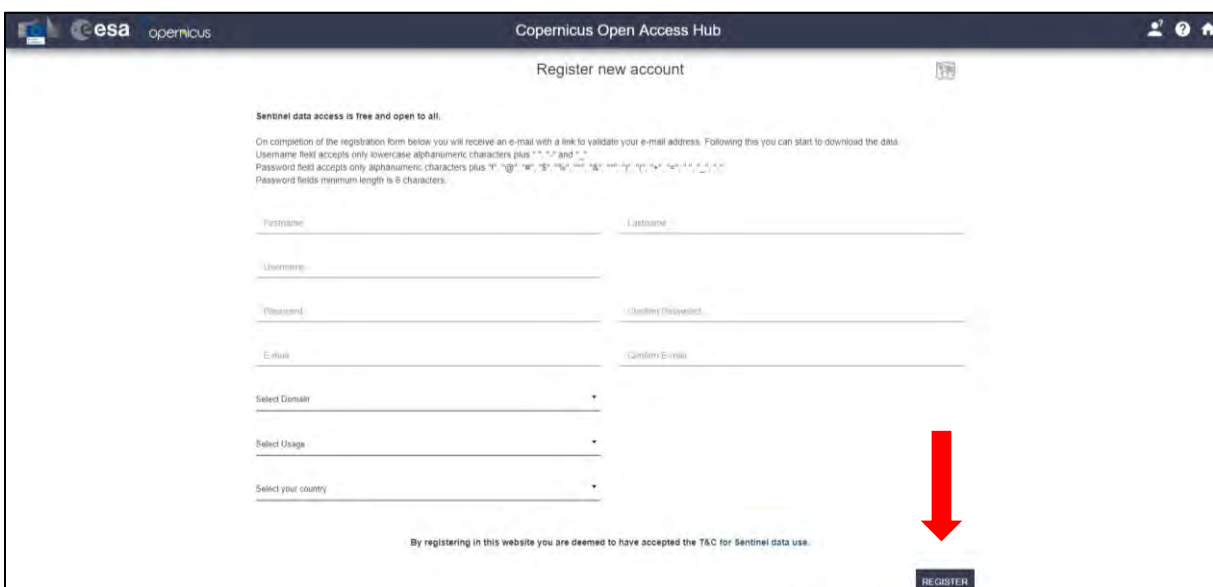 esa opernicus Copernicus Open Access Hub
Register new account
Sentinel data access is free and open to all.
On completion of the registration form below you will receive an e-mail with a link to validate your e-mail address. Following this you can start to download the data.
Username field accepts only lowercase alphanumeric characters plus ".", "-" and "_"
Password field accepts only alphanumeric characters plus "!", "@", "#", "$", "%",
Password fields minimum length is 8 characters.
Firstname Lastname
Username
Password Confirm Password
E-mail Confirm E-mail
Select Domain
Select Usage
Select your country
By registering in this website you are deemed to have accepted the T&C for Sentinel data use.
REGISTER